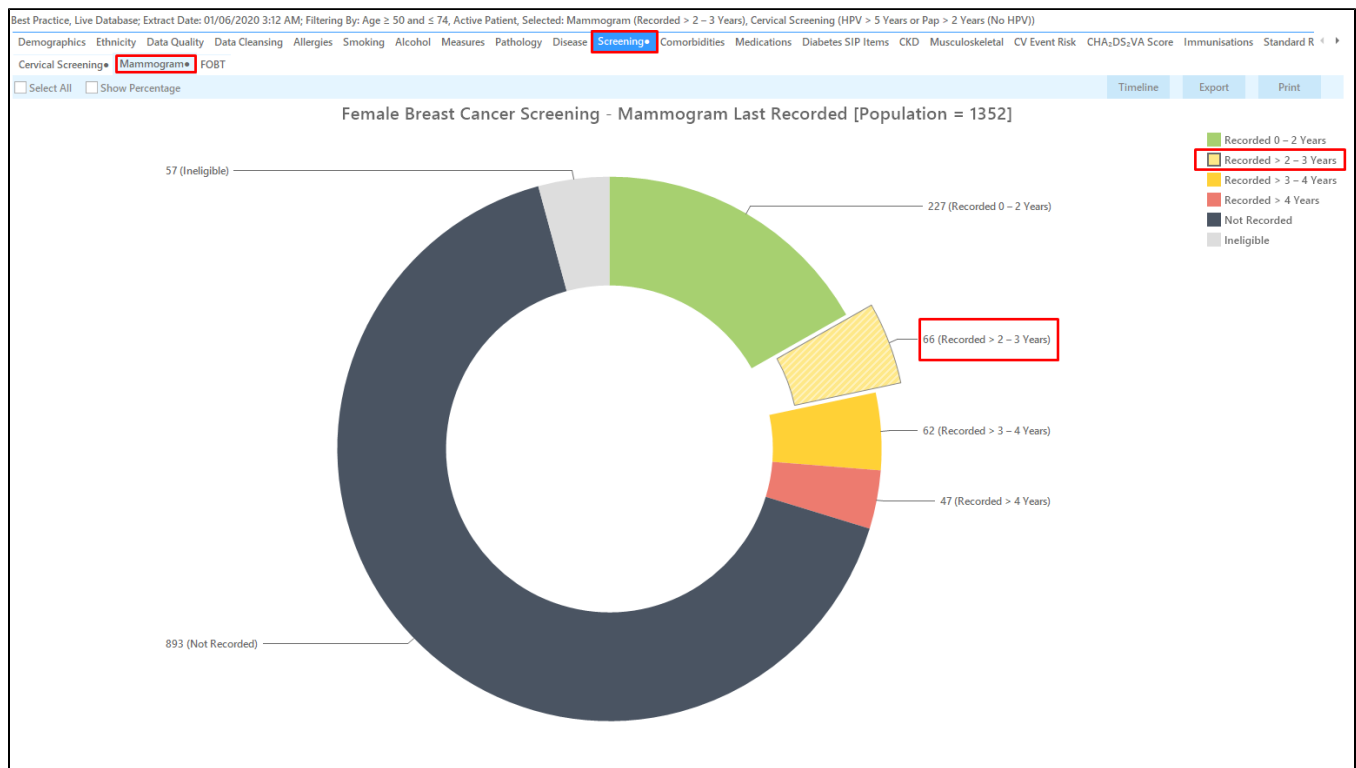 Best Practice, Live Database; Extract Date: 01/06/2020 3:12 AM; Filtering By: Age ≥ 50 and ≤ 74, Active Patient, Selected: Mammogram (Recorded > 2 – 3 Years), Cervical Screening (HPV > 5 Years or Pap > 2 Years (No HPV))
Demographics Ethnicity Data Quality Data Cleansing Allergies Smoking Alcohol Measures Pathology Disease Screening• Comorbidities Medications Diabetes SIP Items CKD Musculoskeletal CV Event Risk CHA₂DS₂VA Score Immunisations Standard R
Cervical Screening• Mammogram• FOBT
Select All Show Percentage Timeline Export Print
Female Breast Cancer Screening - Mammogram Last Recorded [Population = 1352]
Recorded 0 – 2 Years
Recorded > 2 – 3 Years
Recorded > 3 – 4 Years
Recorded > 4 Years
Not Recorded
Ineligible
57 (Ineligible)
227 (Recorded 0 – 2 Years)
66 (Recorded > 2 – 3 Years)
62 (Recorded > 3 – 4 Years)
47 (Recorded > 4 Years)
893 (Not Recorded)